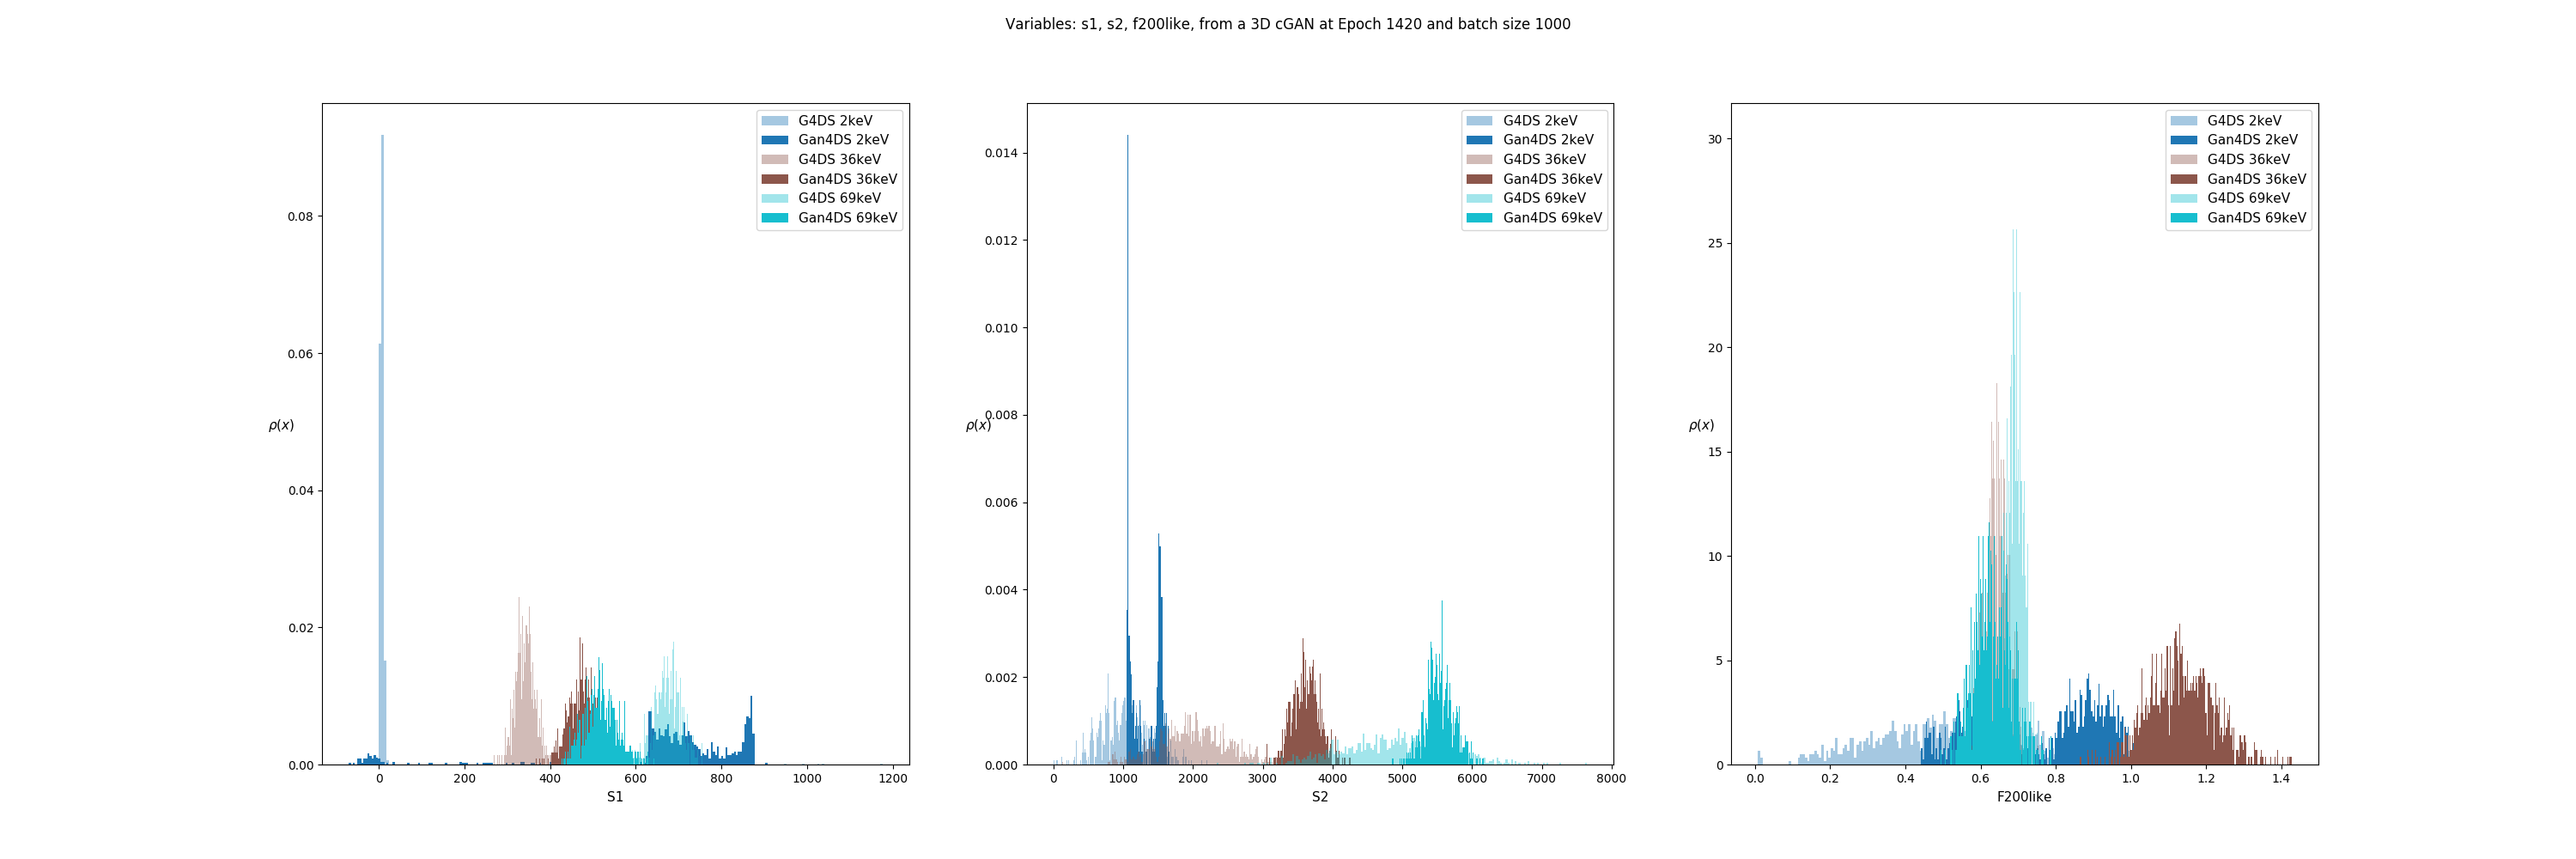 Variables: s1, s2, f200like, from a 3D cGAN at Epoch 1420 and batch size 1000
G4DS 2keV
Gan4DS 2keV
G4DS 36keV
Gan4DS 36keV
G4DS 69keV
Gan4DS 69keV
0.08
0.06
ρ(x)
0.04
0.02
0.00
0 200 400 600 800 1000 1200
S1
G4DS 2keV
Gan4DS 2keV
G4DS 36keV
Gan4DS 36keV
G4DS 69keV
Gan4DS 69keV
0.014
0.012
0.010
0.008
ρ(x)
0.006
0.004
0.002
0.000
0 1000 2000 3000 4000 5000 6000 7000 8000
S2
G4DS 2keV
Gan4DS 2keV
G4DS 36keV
Gan4DS 36keV
G4DS 69keV
Gan4DS 69keV
30
25
20
ρ(x)
15
10
5
0
0.0 0.2 0.4 0.6 0.8 1.0 1.2 1.4
F200like